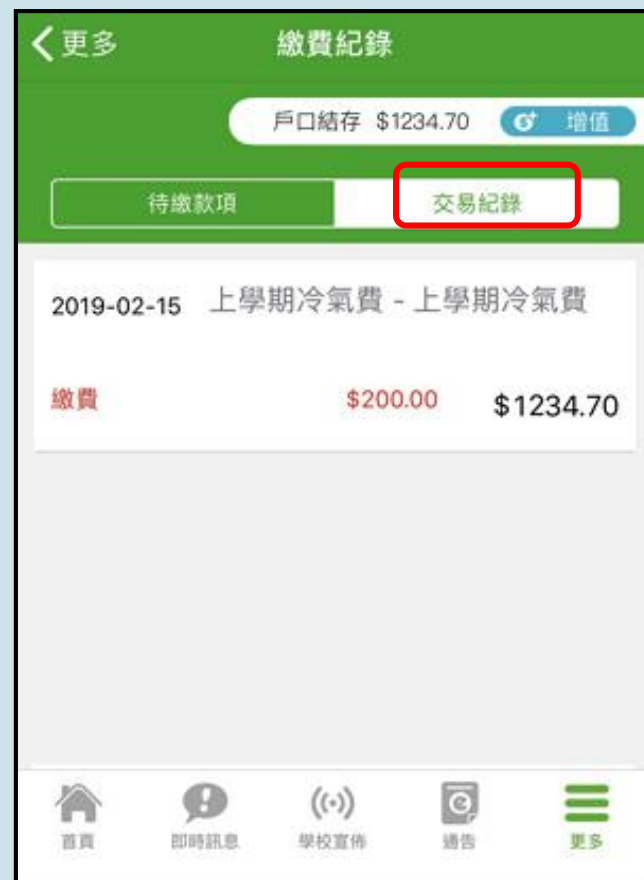 更多 繳費紀錄
戶口結存 $1234.70 增值
待繳款項 交易紀錄
2019-02-15 上學期冷氣費 - 上學期冷氣費
繳費 $200.00 $1234.70
首頁 即時訊息 學校宣佈 通告 更多